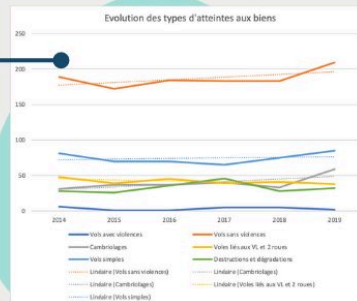 Evolution des types d'atteintes aux biens
250
200
150
100
50
0
2014 2015 2016 2017 2018 2019
Vols avec violences Vols sans violences
Cambriolages Voles liés aux VL et 2 roues
Vols simples Destructions et dégradations
Linéaire (Vols sans violences) Linéaire (Cambriolages)
Linéaire (Cambriolages) Linéaire (Voles liés aux VL et 2 roues)
Linéaire (Vols simples)